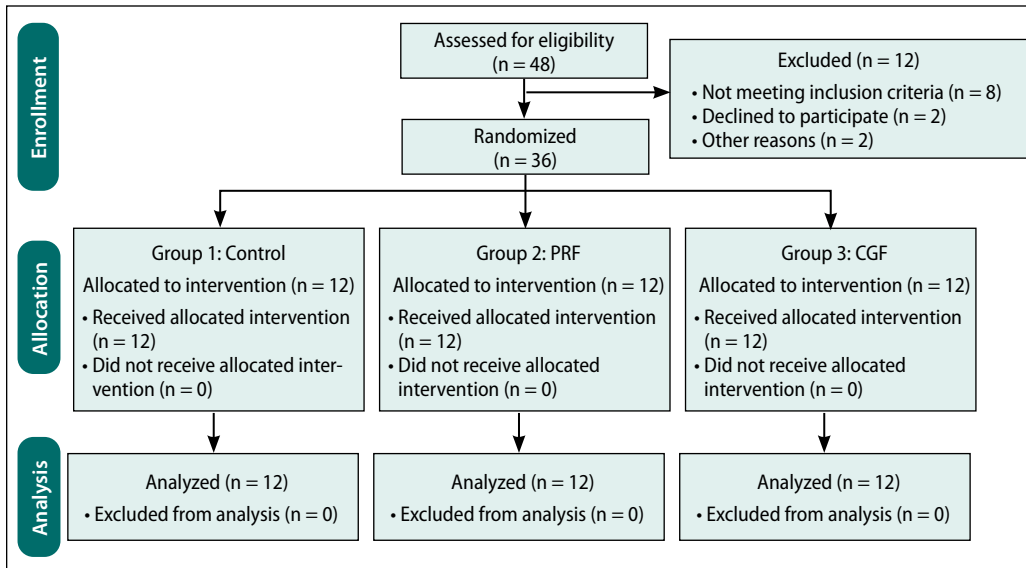 Enrollment
Assessed for eligibility
(n = 48)
Excluded (n = 12)
• Not meeting inclusion criteria (n = 8)
• Declined to participate (n = 2)
• Other reasons (n = 2)
Randomized
(n = 36)
Allocation
Group 1: Control
Allocated to intervention (n = 12)
• Received allocated intervention
(n = 12)
• Did not receive allocated inter-
vention (n = 0)
Group 2: PRF
Allocated to intervention (n = 12)
• Received allocated intervention
(n = 12)
• Did not receive allocated
intervention (n = 0)
Group 3: CGF
Allocated to intervention (n = 12)
• Received allocated intervention
(n = 12)
• Did not receive allocated
intervention (n = 0)
Analysis
Analyzed (n = 12)
• Excluded from analysis (n = 0)
Analyzed (n = 12)
• Excluded from analysis (n = 0)
Analyzed (n = 12)
• Excluded from analysis (n = 0)